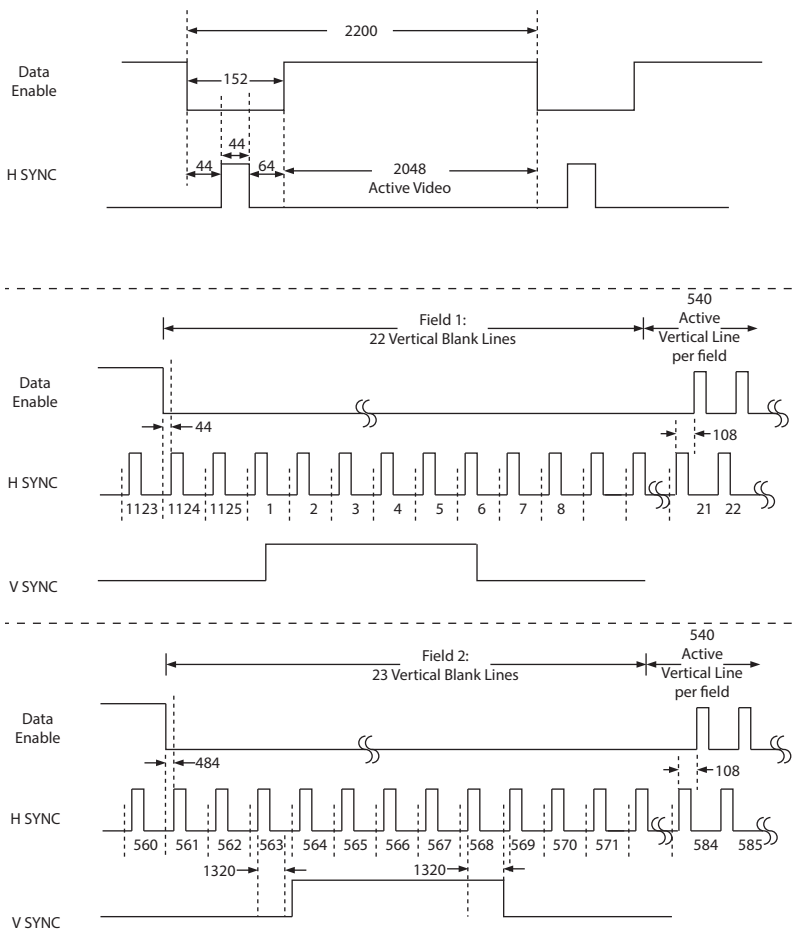 2200
Data
Enable
152
44
44
64
H SYNC
2048
Active Video
540
Active
Vertical Line
per field
Field 1:
22 Vertical Blank Lines
Data
Enable
44
108
H SYNC
1123 1124 1125 1 2 3 4 5 6 7 8 21 22
V SYNC
540
Active
Vertical Line
per field
Field 2:
23 Vertical Blank Lines
Data
Enable
484
108
H SYNC
560 561 562 563 564 565 566 567 568 569 570 571 584 585
1320 1320
V SYNC